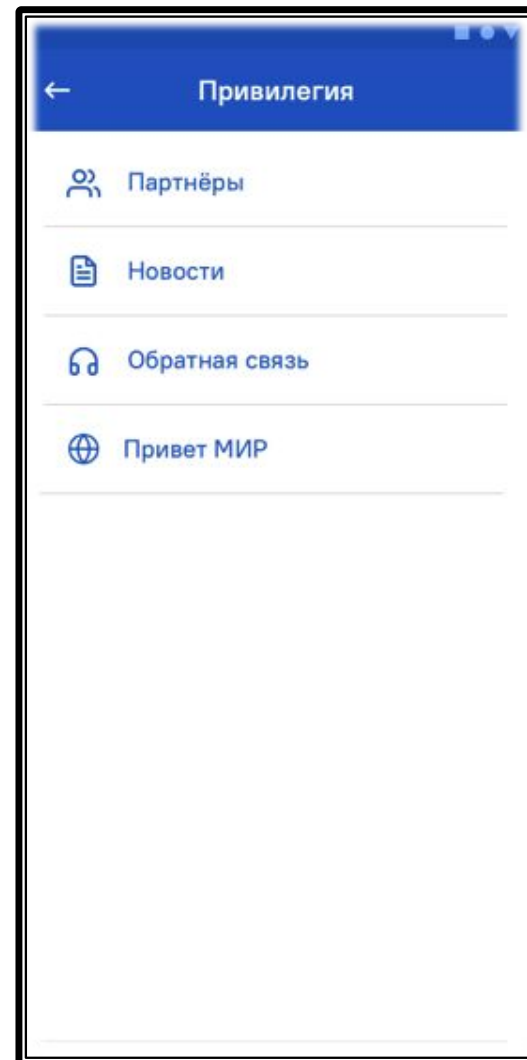 Привилегия
Партнёры
Новости
Обратная связь
Привет МИР